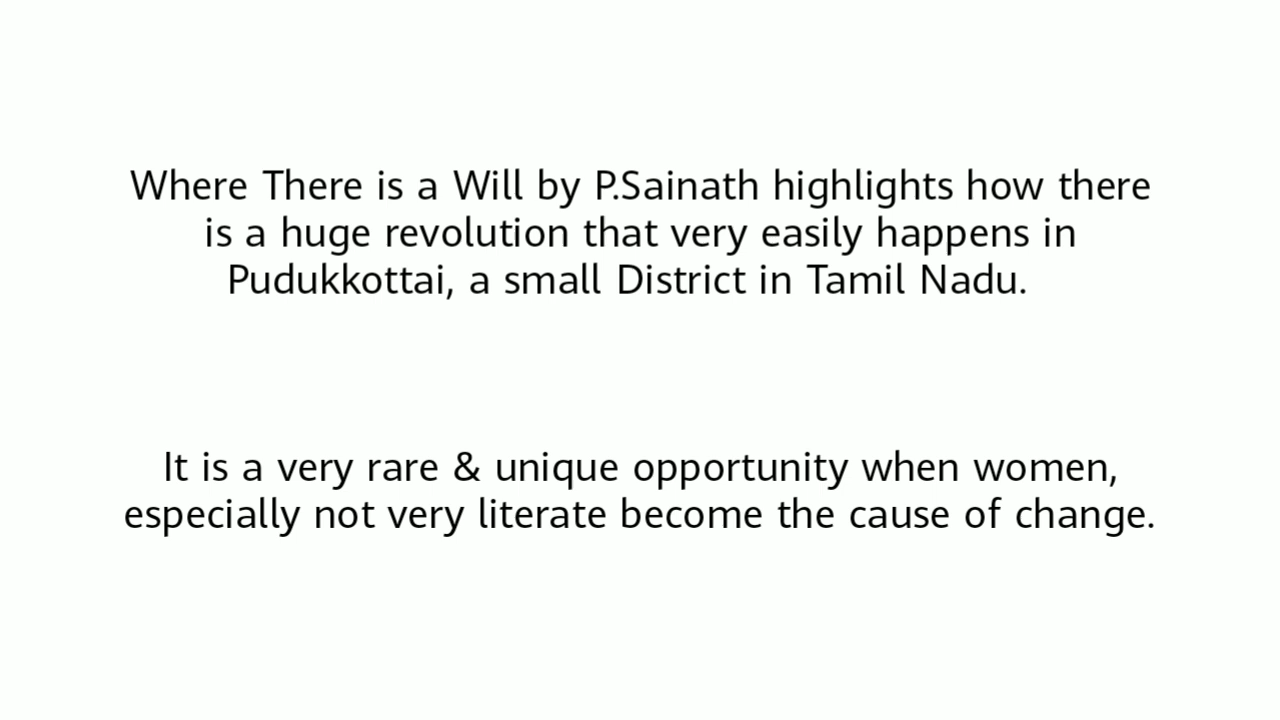 Where There is a Will by P.Sainath highlights how there
is a huge revolution that very easily happens in
Pudukkottai, a small District in Tamil Nadu.
It is a very rare & unique opportunity when women,
especially not very literate become the cause of change.